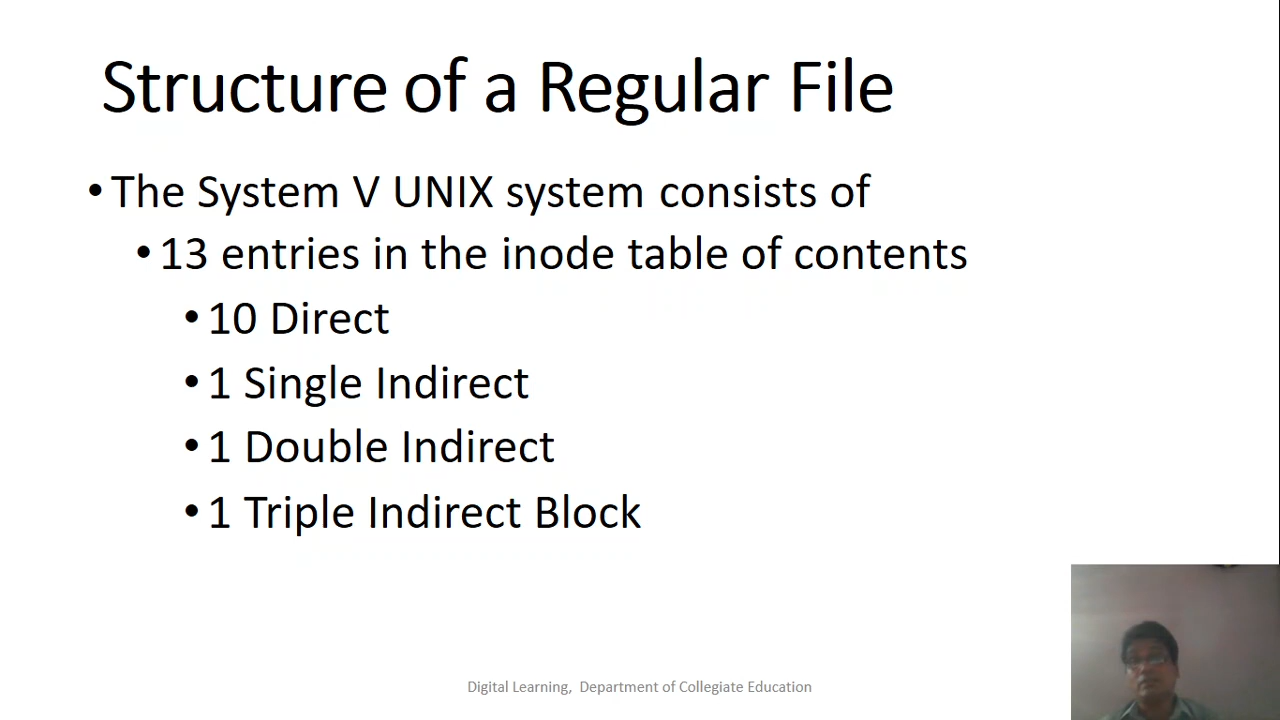 Structure of a Regular File
• The System V UNIX system consists of
• 13 entries in the inode table of contents
• 10 Direct
• 1 Single Indirect
• 1 Double Indirect
• 1 Triple Indirect Block
Digital Learning, Department of Collegiate Education